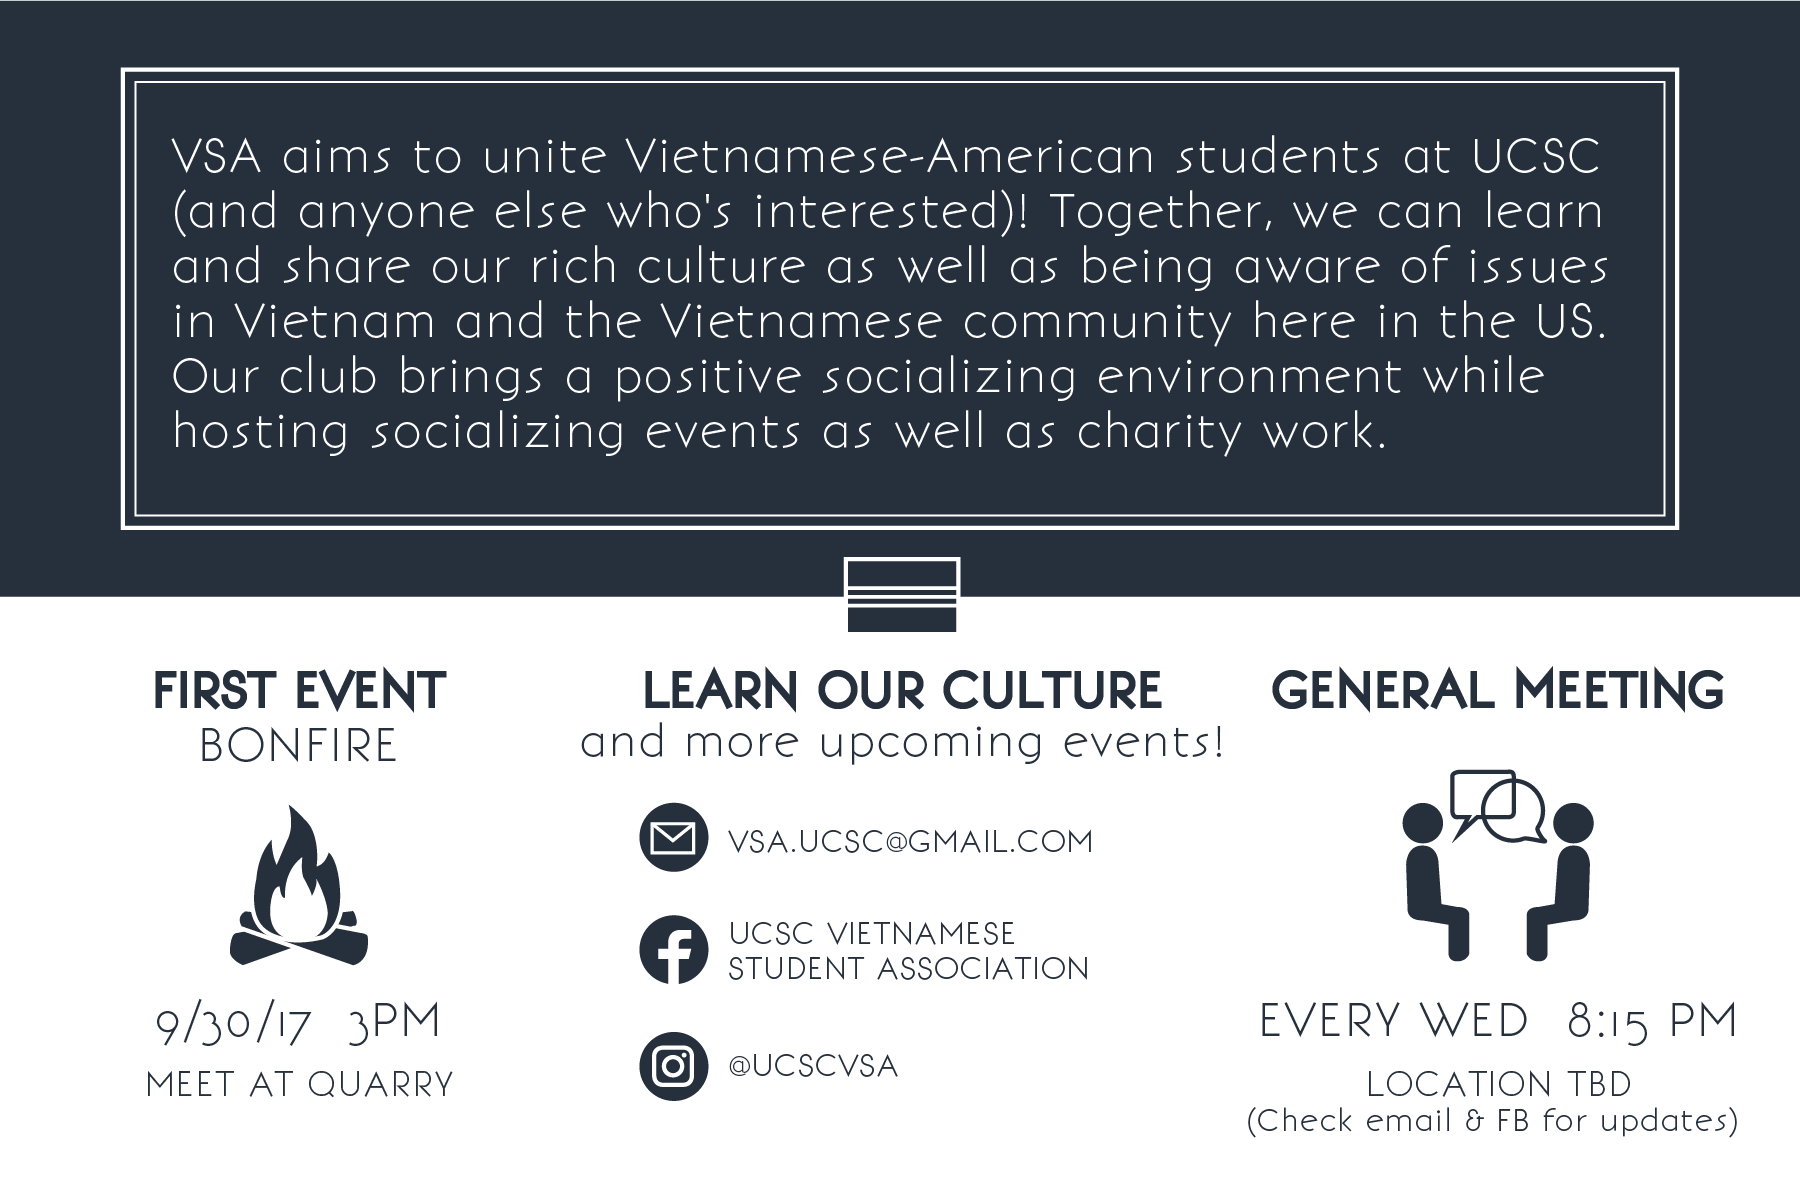 VSA aims to unite Vietnamese-American students at UCSC
(and anyone else who's interested)! Together, we can learn
and share our rich culture as well as being aware of issues
in Vietnam and the Vietnamese community here in the US.
Our club brings a positive socializing environment while
hosting socializing events as well as charity work.
FIRST EVENT
BONFIRE
9/30/17 3PM
MEET AT QUARRY
LEARN OUR CULTURE
and more upcoming events!
VSA.UCSC@GMAIL.COM
UCSC VIETNAMESE
STUDENT ASSOCIATION
@UCSCVSA
GENERAL MEETING
EVERY WED 8:15 PM
LOCATION TBD
(Check email & FB for updates)